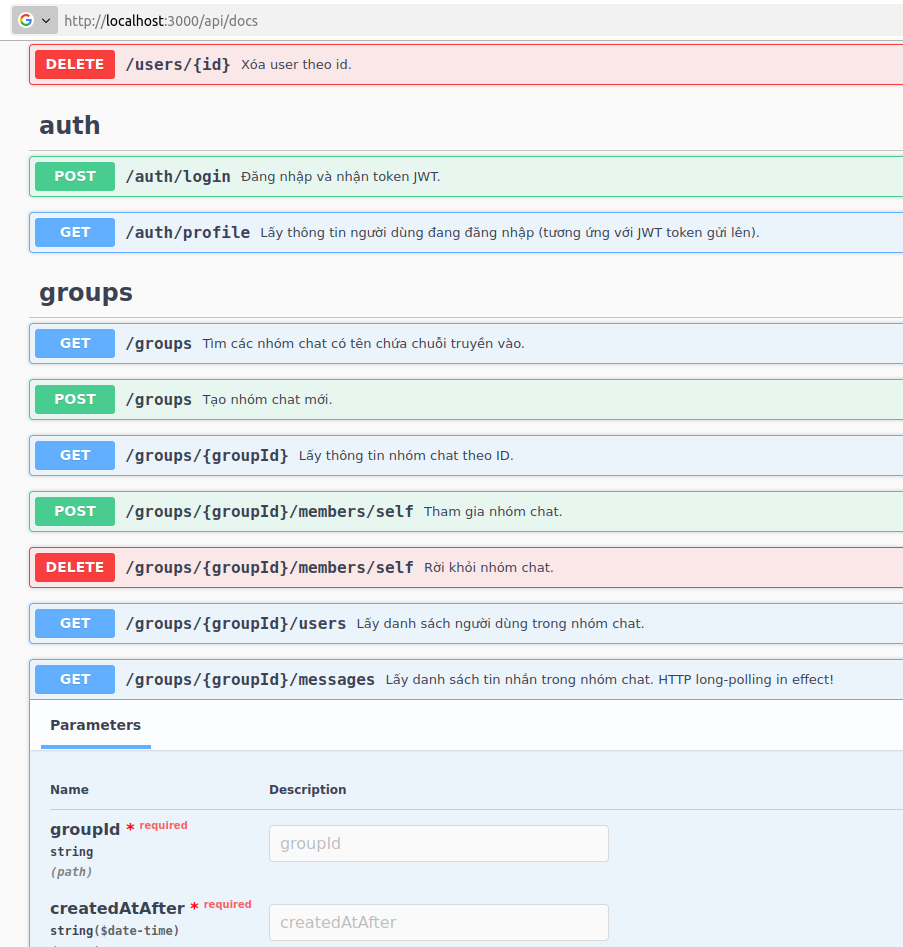 http://localhost:3000/api/docs
DELETE /users/{id} Xóa user theo id.
auth
POST /auth/login Đăng nhập và nhận token JWT.
GET /auth/profile Lấy thông tin người dùng đang đăng nhập (tương ứng với JWT token gửi lên).
groups
GET /groups Tìm các nhóm chat có tên chứa chuỗi truyền vào.
POST /groups Tạo nhóm chat mới.
GET /groups/{groupId} Lấy thông tin nhóm chat theo ID.
POST /groups/{groupId}/members/self Tham gia nhóm chat.
DELETE /groups/{groupId}/members/self Rời khỏi nhóm chat.
GET /groups/{groupId}/users Lấy danh sách người dùng trong nhóm chat.
GET /groups/{groupId}/messages Lấy danh sách tin nhắn trong nhóm chat. HTTP long-polling in effect!
Parameters
Name Description
groupId * required
string
(path)
groupId
createdAtAfter * required
string($date-time)
createdAtAfter